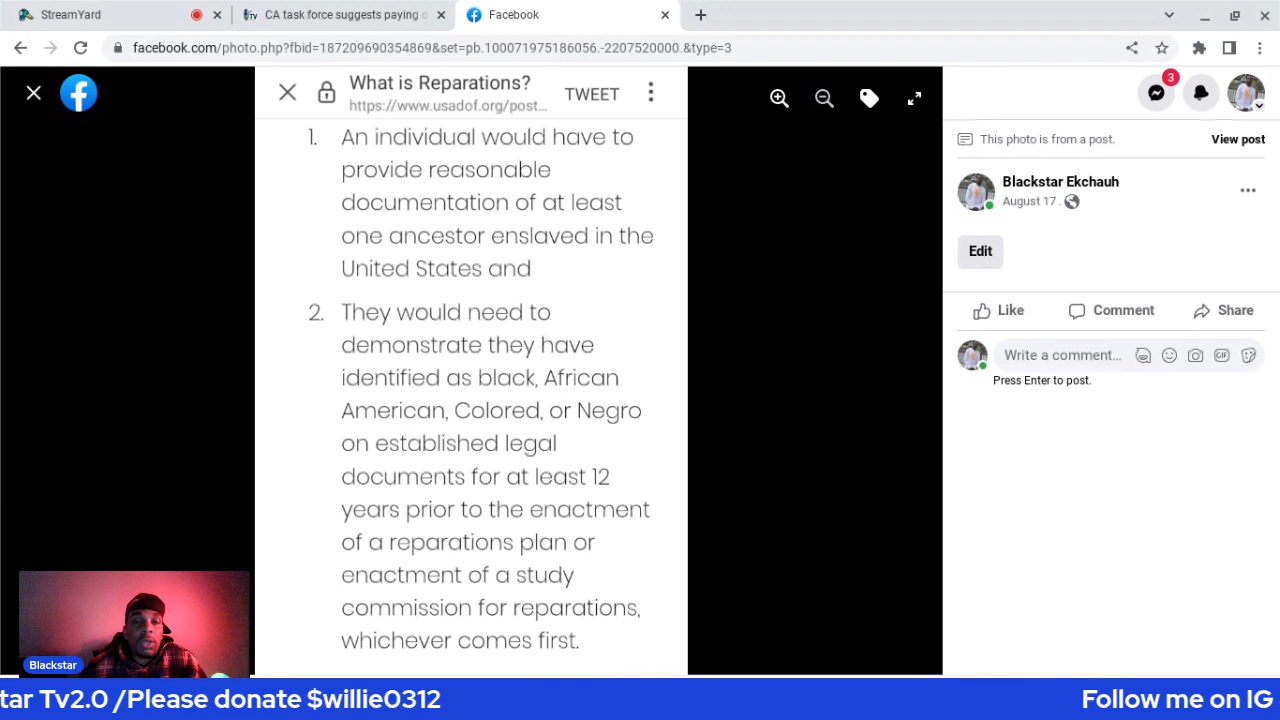 StreamYard
CA task force suggests paying o
Facebook
facebook.com/photo.php?fbid=187209690354869&set=pb.100071975186056.-2207520000.&type=3
What is Reparations?
https://www.usadof.org/post...
TWEET
1. An individual would have to
provide reasonable
documentation of at least
one ancestor enslaved in the
United States and
2. They would need to
demonstrate they have
identified as black, African
American, Colored, or Negro
on established legal
documents for at least 12
years prior to the enactment
of a reparations plan or
enactment of a study
commission for reparations,
whichever comes first.
3
This photo is from a post.
View post
Blackstar Ekchauh
August 17 ·
Edit
Like
Comment
Share
Write a comment...
GIF
Press Enter to post.
Blackstar
tar Tv2.0 /Please donate $willie0312
Follow me on IG